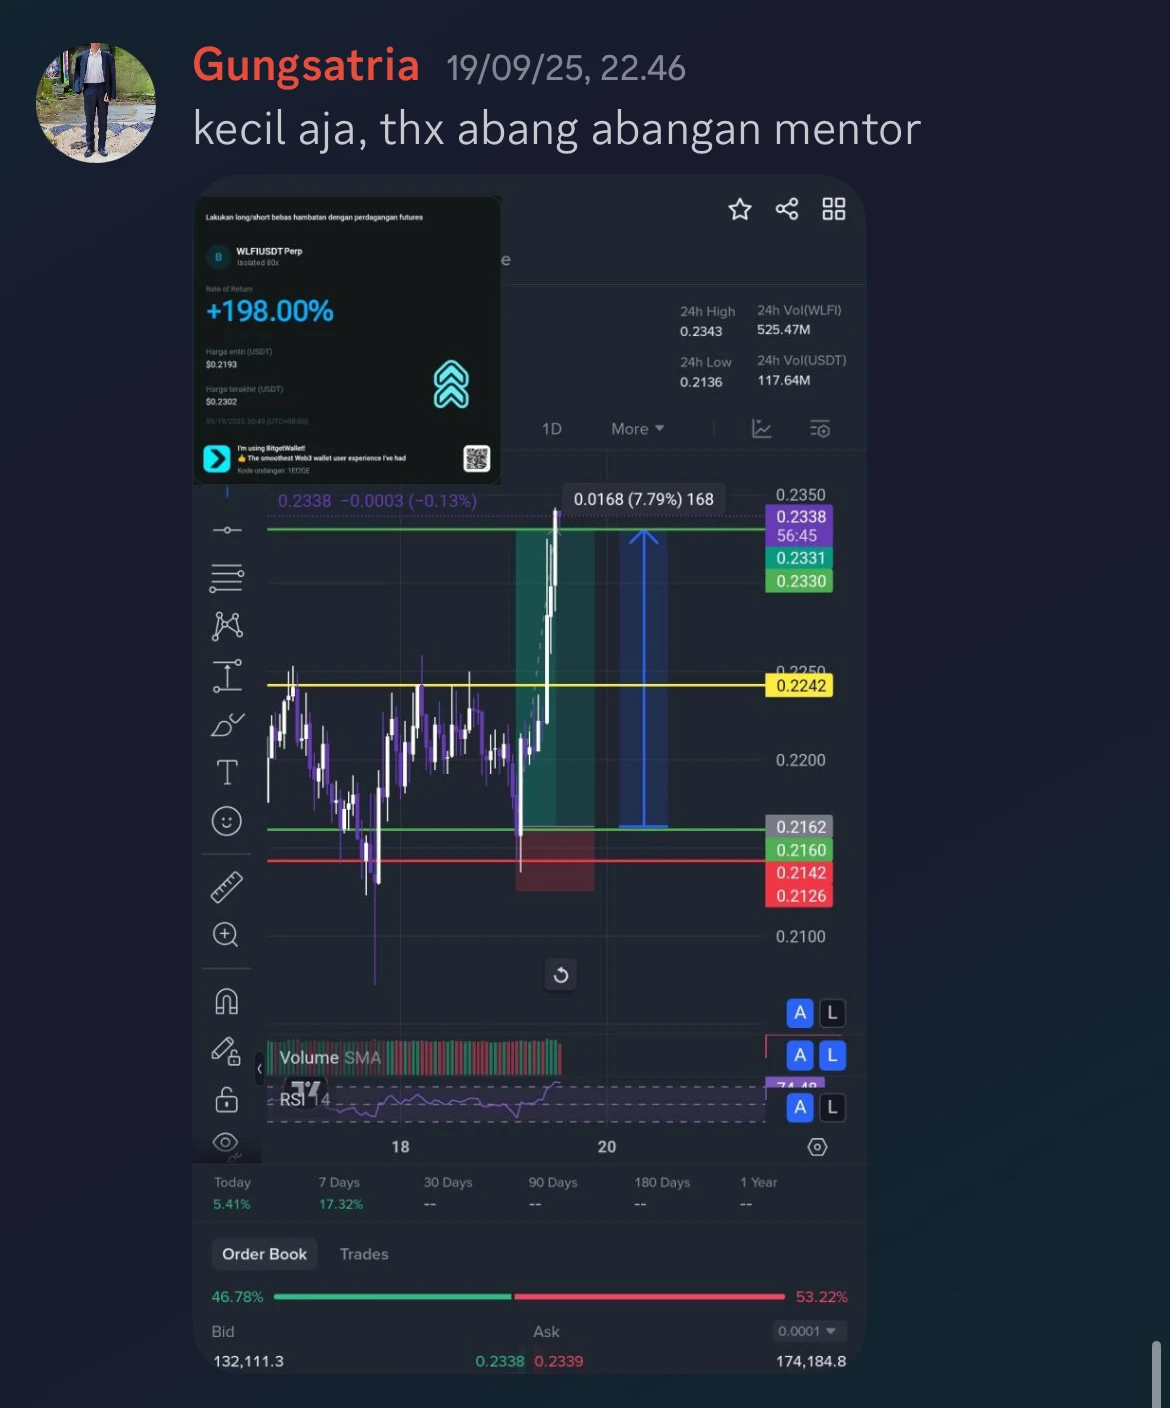 Gungsatria 19/09/25, 22.46
kecil aja, thx abang abangan mentor
Lakukan long/short bebas hambatan dengan perdagangan futures
B
WLFIUSDT Perp
Isolated 80x
Rate of Return
+198.00%
Harga entri (USDT)
$0.2193
Harga terakhir (USDT)
$0.2302
09/19/2025 20:49 (UTC+08:00)
I'm using BitgetWallet!
👍 The smoothest Web3 wallet user experience I've had
Kode undangan
e
24h High
0.2343
24h Vol(WLFI)
525.47M
24h Low
0.2136
24h Vol(USDT)
117.64M
1D More
0.2338 −0.0003 (−0.13%)
0.0168 (7.79%) 168
0.2350
0.2338
56:45
0.2331
0.2330
0.2250
0.2242
0.2200
0.2162
0.2160
0.2142
0.2126
0.2100
A L
Volume SMA
A L
RSI 14
74.48
A L
18 20
Today 7 Days 30 Days 90 Days 180 Days 1 Year
5.41% 17.32% -- -- -- --
Order Book Trades
46.78% 53.22%
Bid Ask 0.0001
132,111.3 0.2338 0.2339 174,184.8